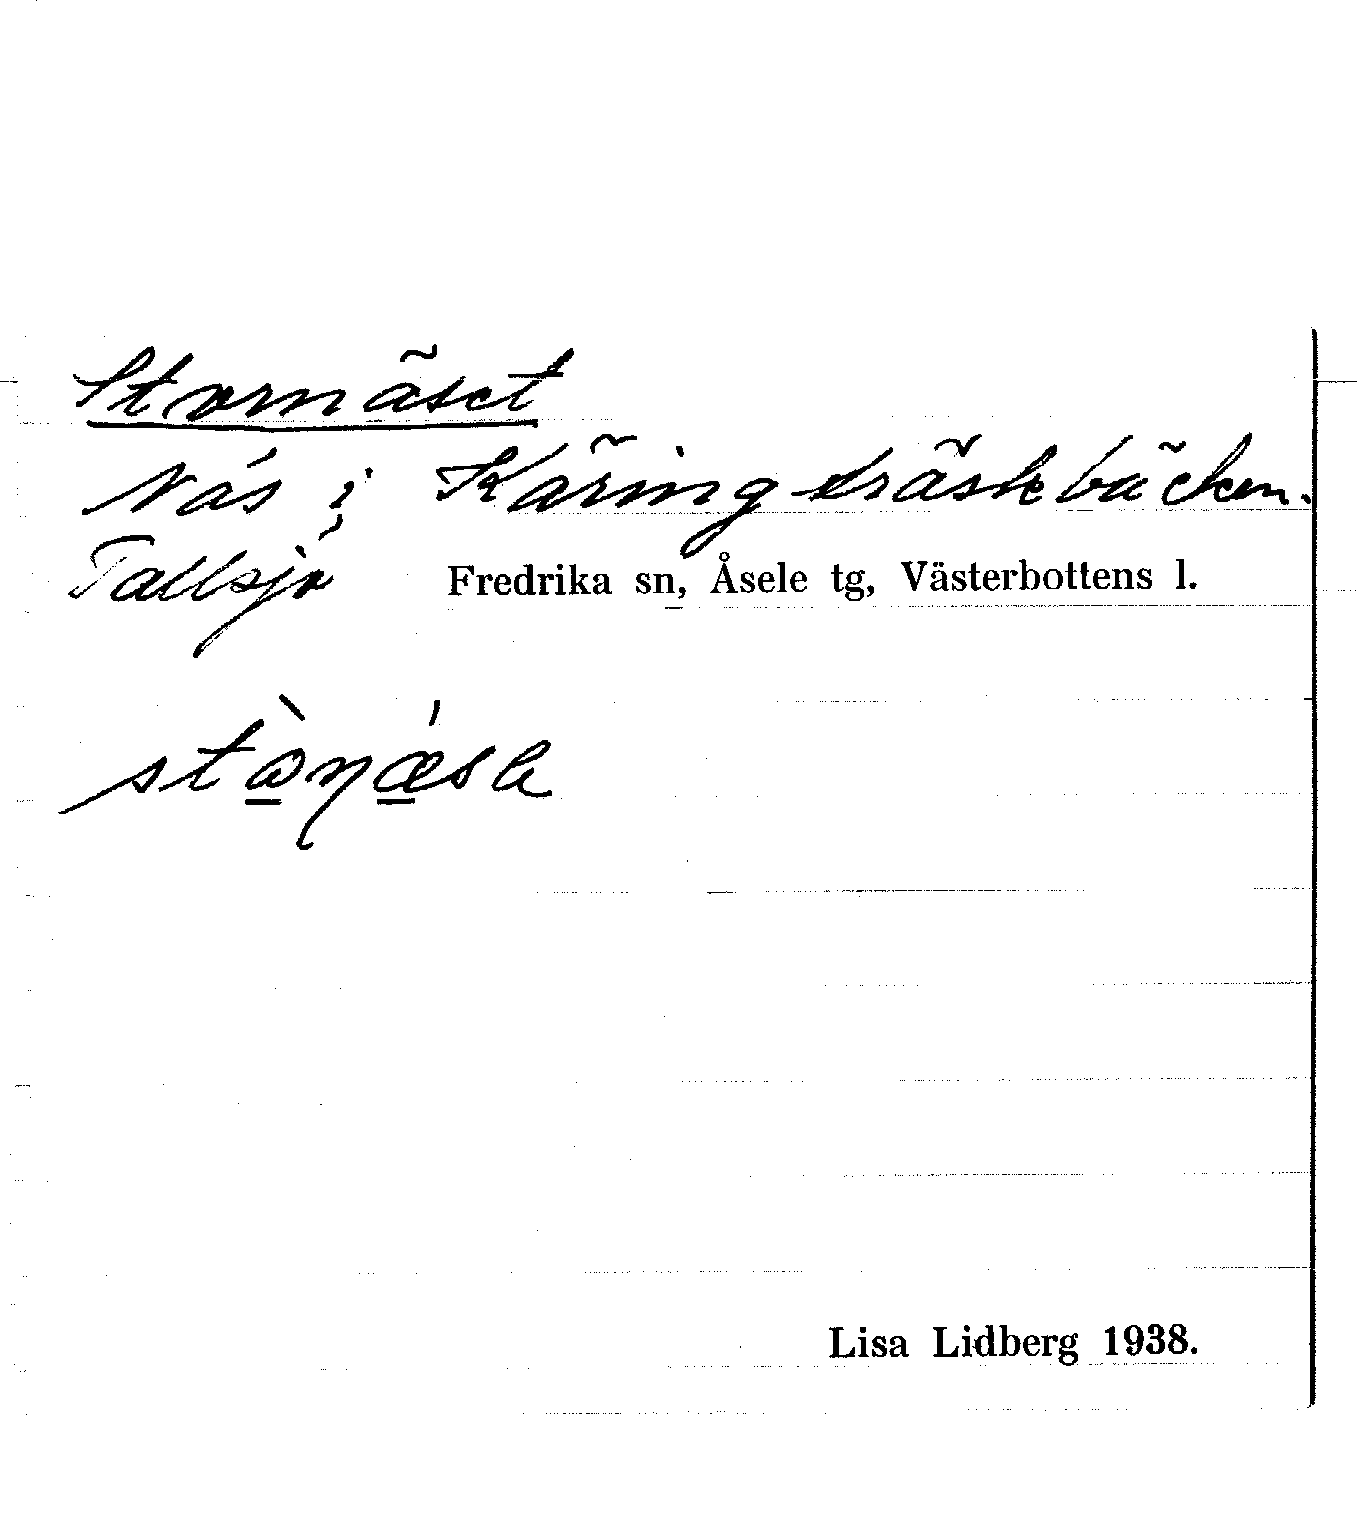 Stornäset
Näs i Käringträskbäcken.
Tallsjö Fredrika sn, Åsele tg, Västerbottens l.
Lisa Lidberg 1938.